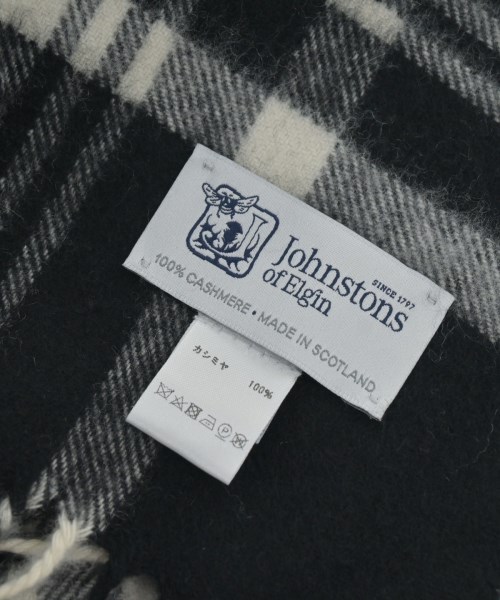 Johnstons
of Elgin
SINCE 1797
100% CASHMERE • MADE IN SCOTLAND
カシミヤ 100%